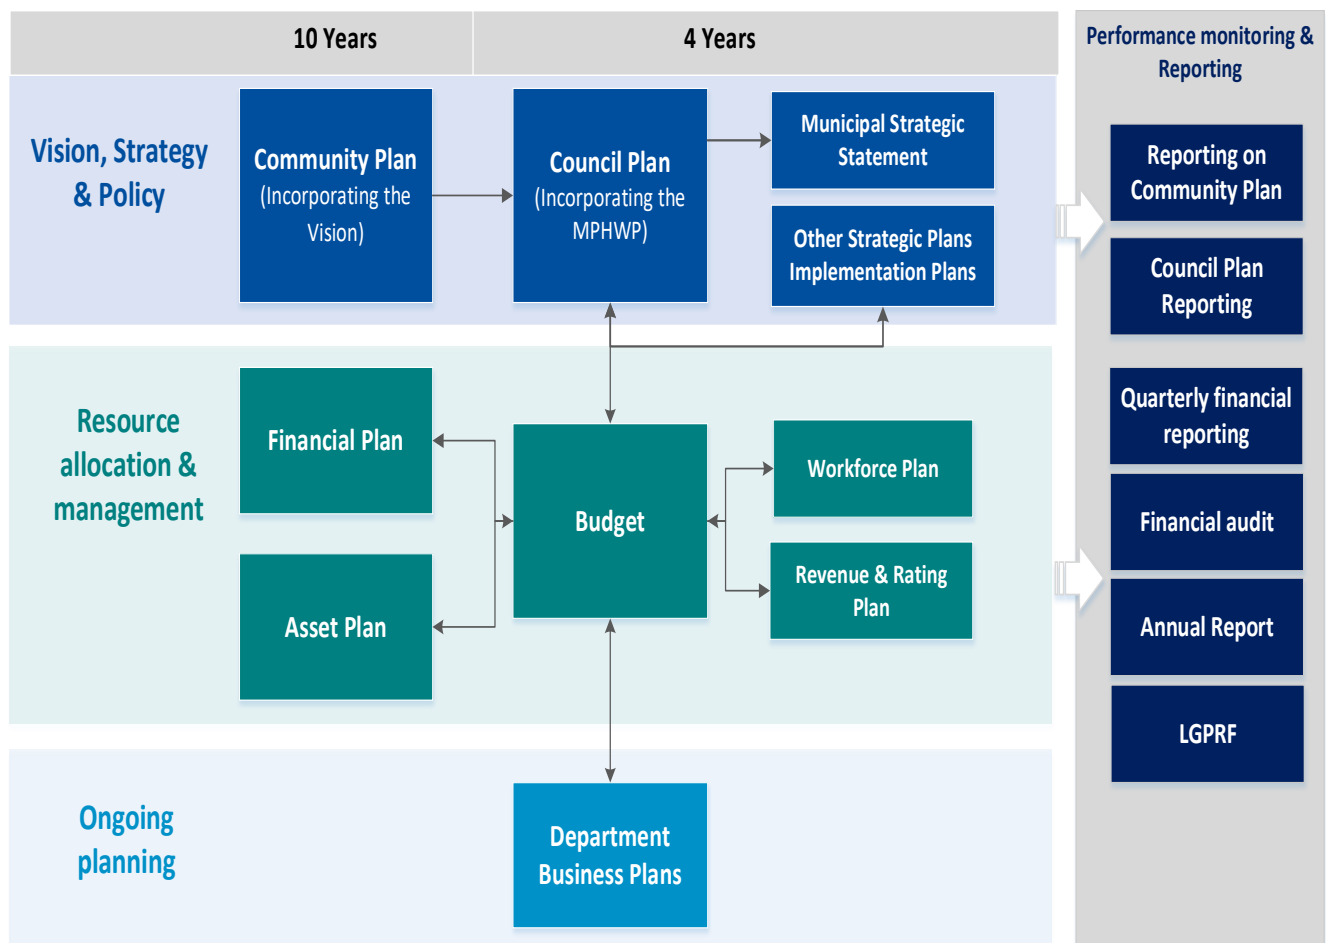 10 Years
4 Years
Performance monitoring &
Reporting
Vision, Strategy
& Policy
Community Plan
(Incorporating the
Vision)
Council Plan
(Incorporating the
MPHWP)
Municipal Strategic
Statement
Other Strategic Plans
Implementation Plans
Reporting on
Community Plan
Council Plan
Reporting
Resource
allocation &
management
Financial Plan
Asset Plan
Budget
Workforce Plan
Revenue & Rating
Plan
Quarterly financial
reporting
Financial audit
Annual Report
LGPRF
Ongoing
planning
Department
Business Plans